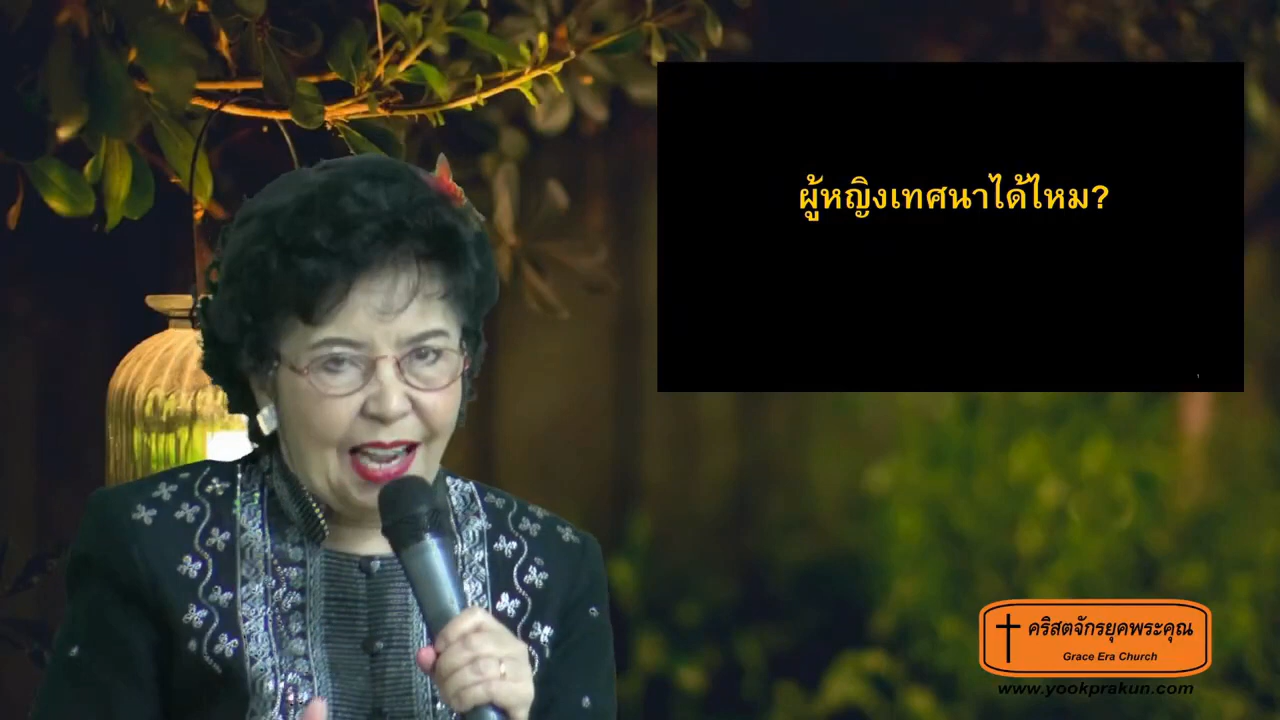 ผู้หญิงเทศนาได้ไหม?
คริสตจักรยุคพระคุณ
Grace Era Church
www.yookprakun.com